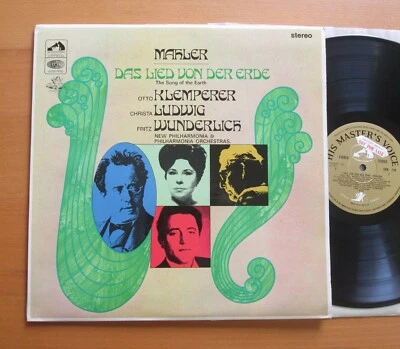 stereo
MAHLER
DAS LIED VON DER ERDE
The Song of the Earth
OTTO KLEMPERER
CHRISTA LUDWIG
FRITZ WUNDERLICH
NEW PHILHARMONIA &
PHILHARMONIA ORCHESTRAS.
HIS MASTER'S VOICE